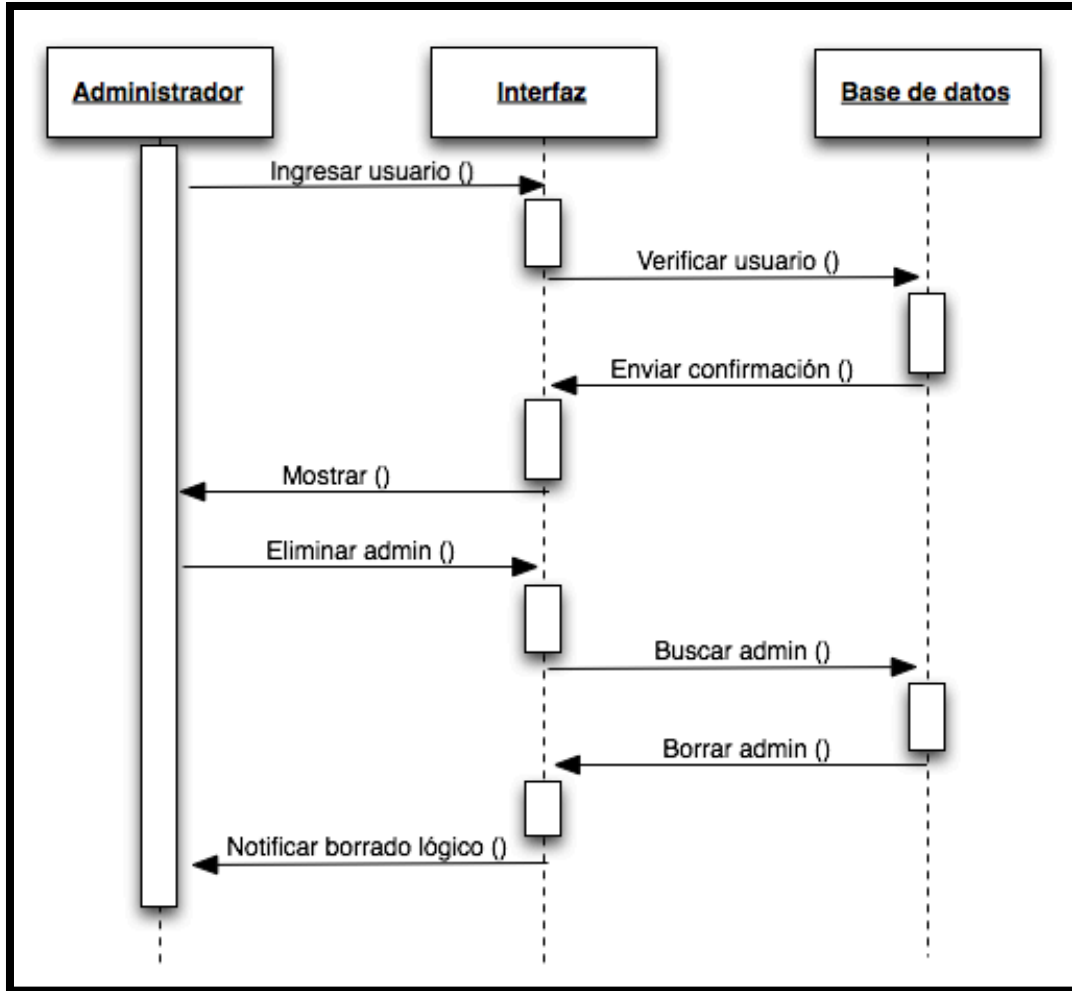 Administrador
Interfaz
Base de datos
Ingresar usuario ()
Verificar usuario ()
Enviar confirmación ()
Mostrar ()
Eliminar admin ()
Buscar admin ()
Borrar admin ()
Notificar borrado lógico ()